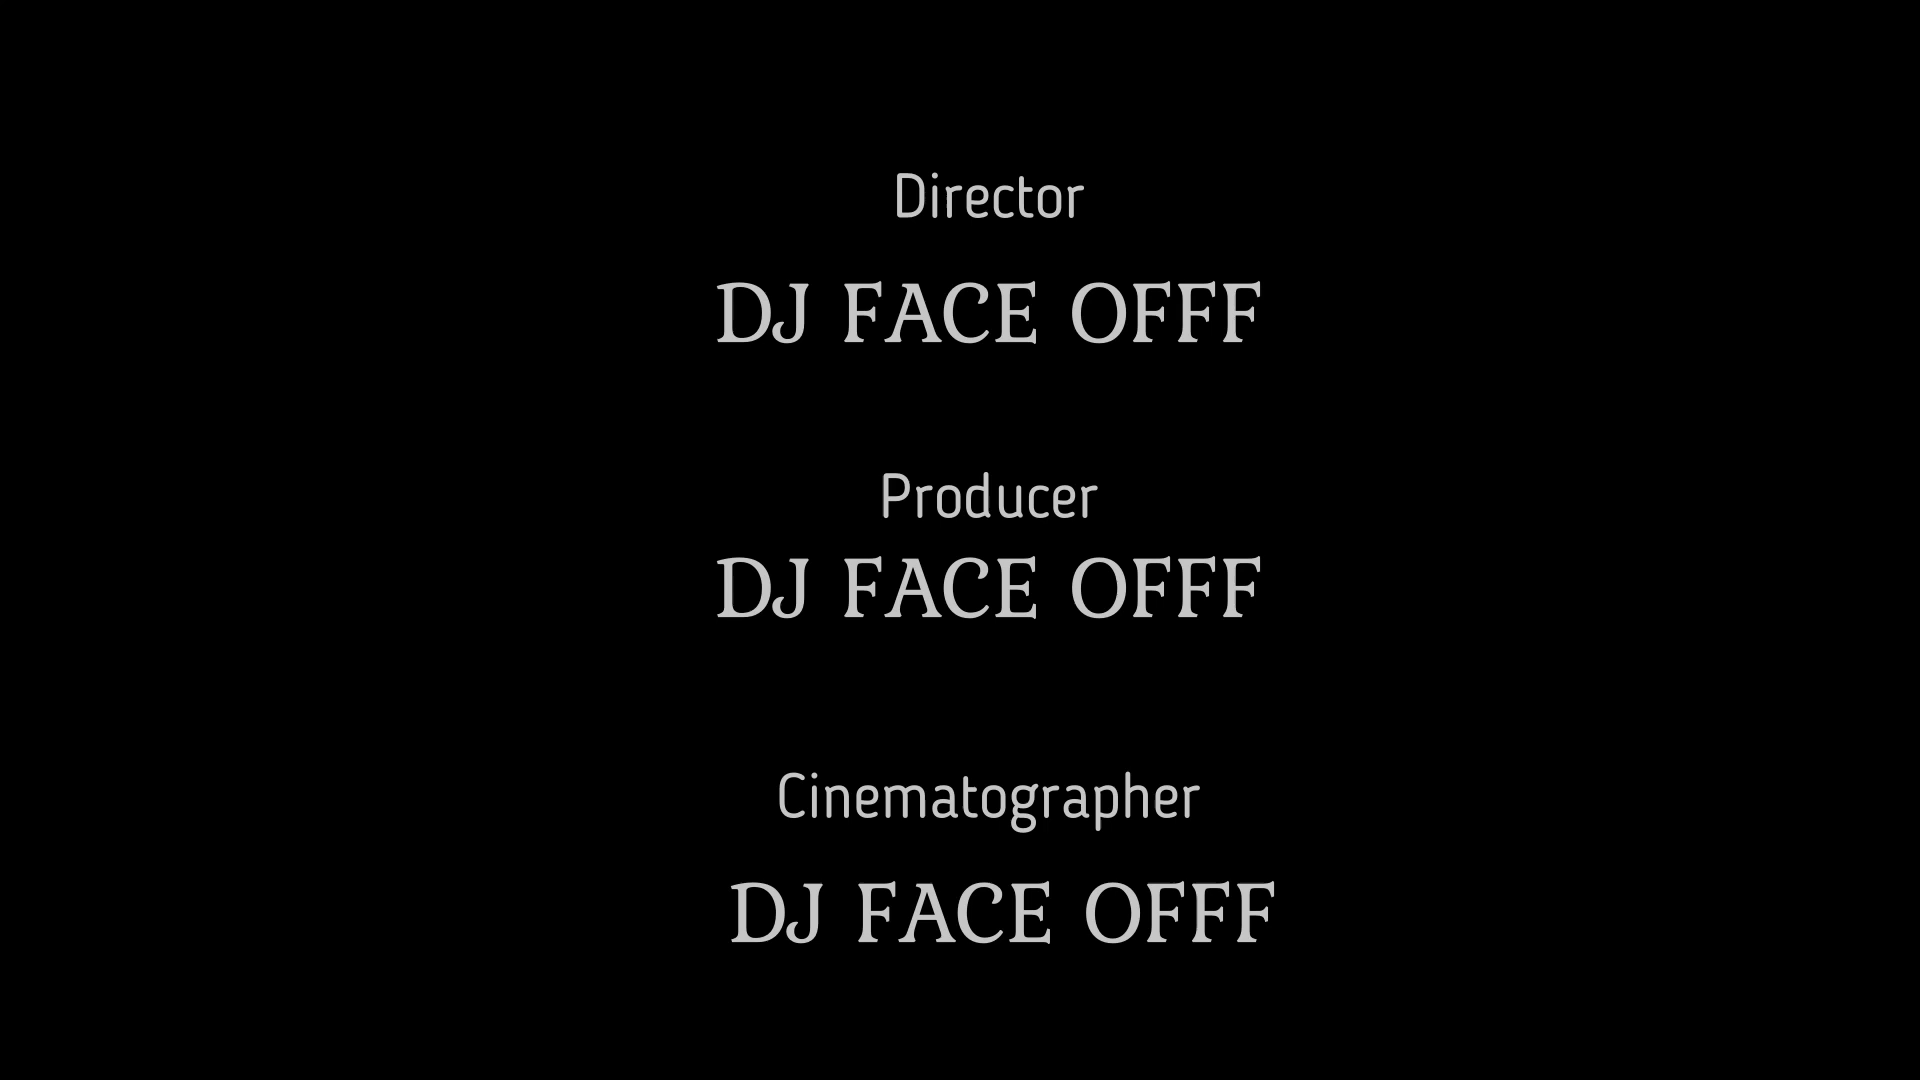 Director
DJ FACE OFFF
Producer
DJ FACE OFFF
Cinematographer
DJ FACE OFFF